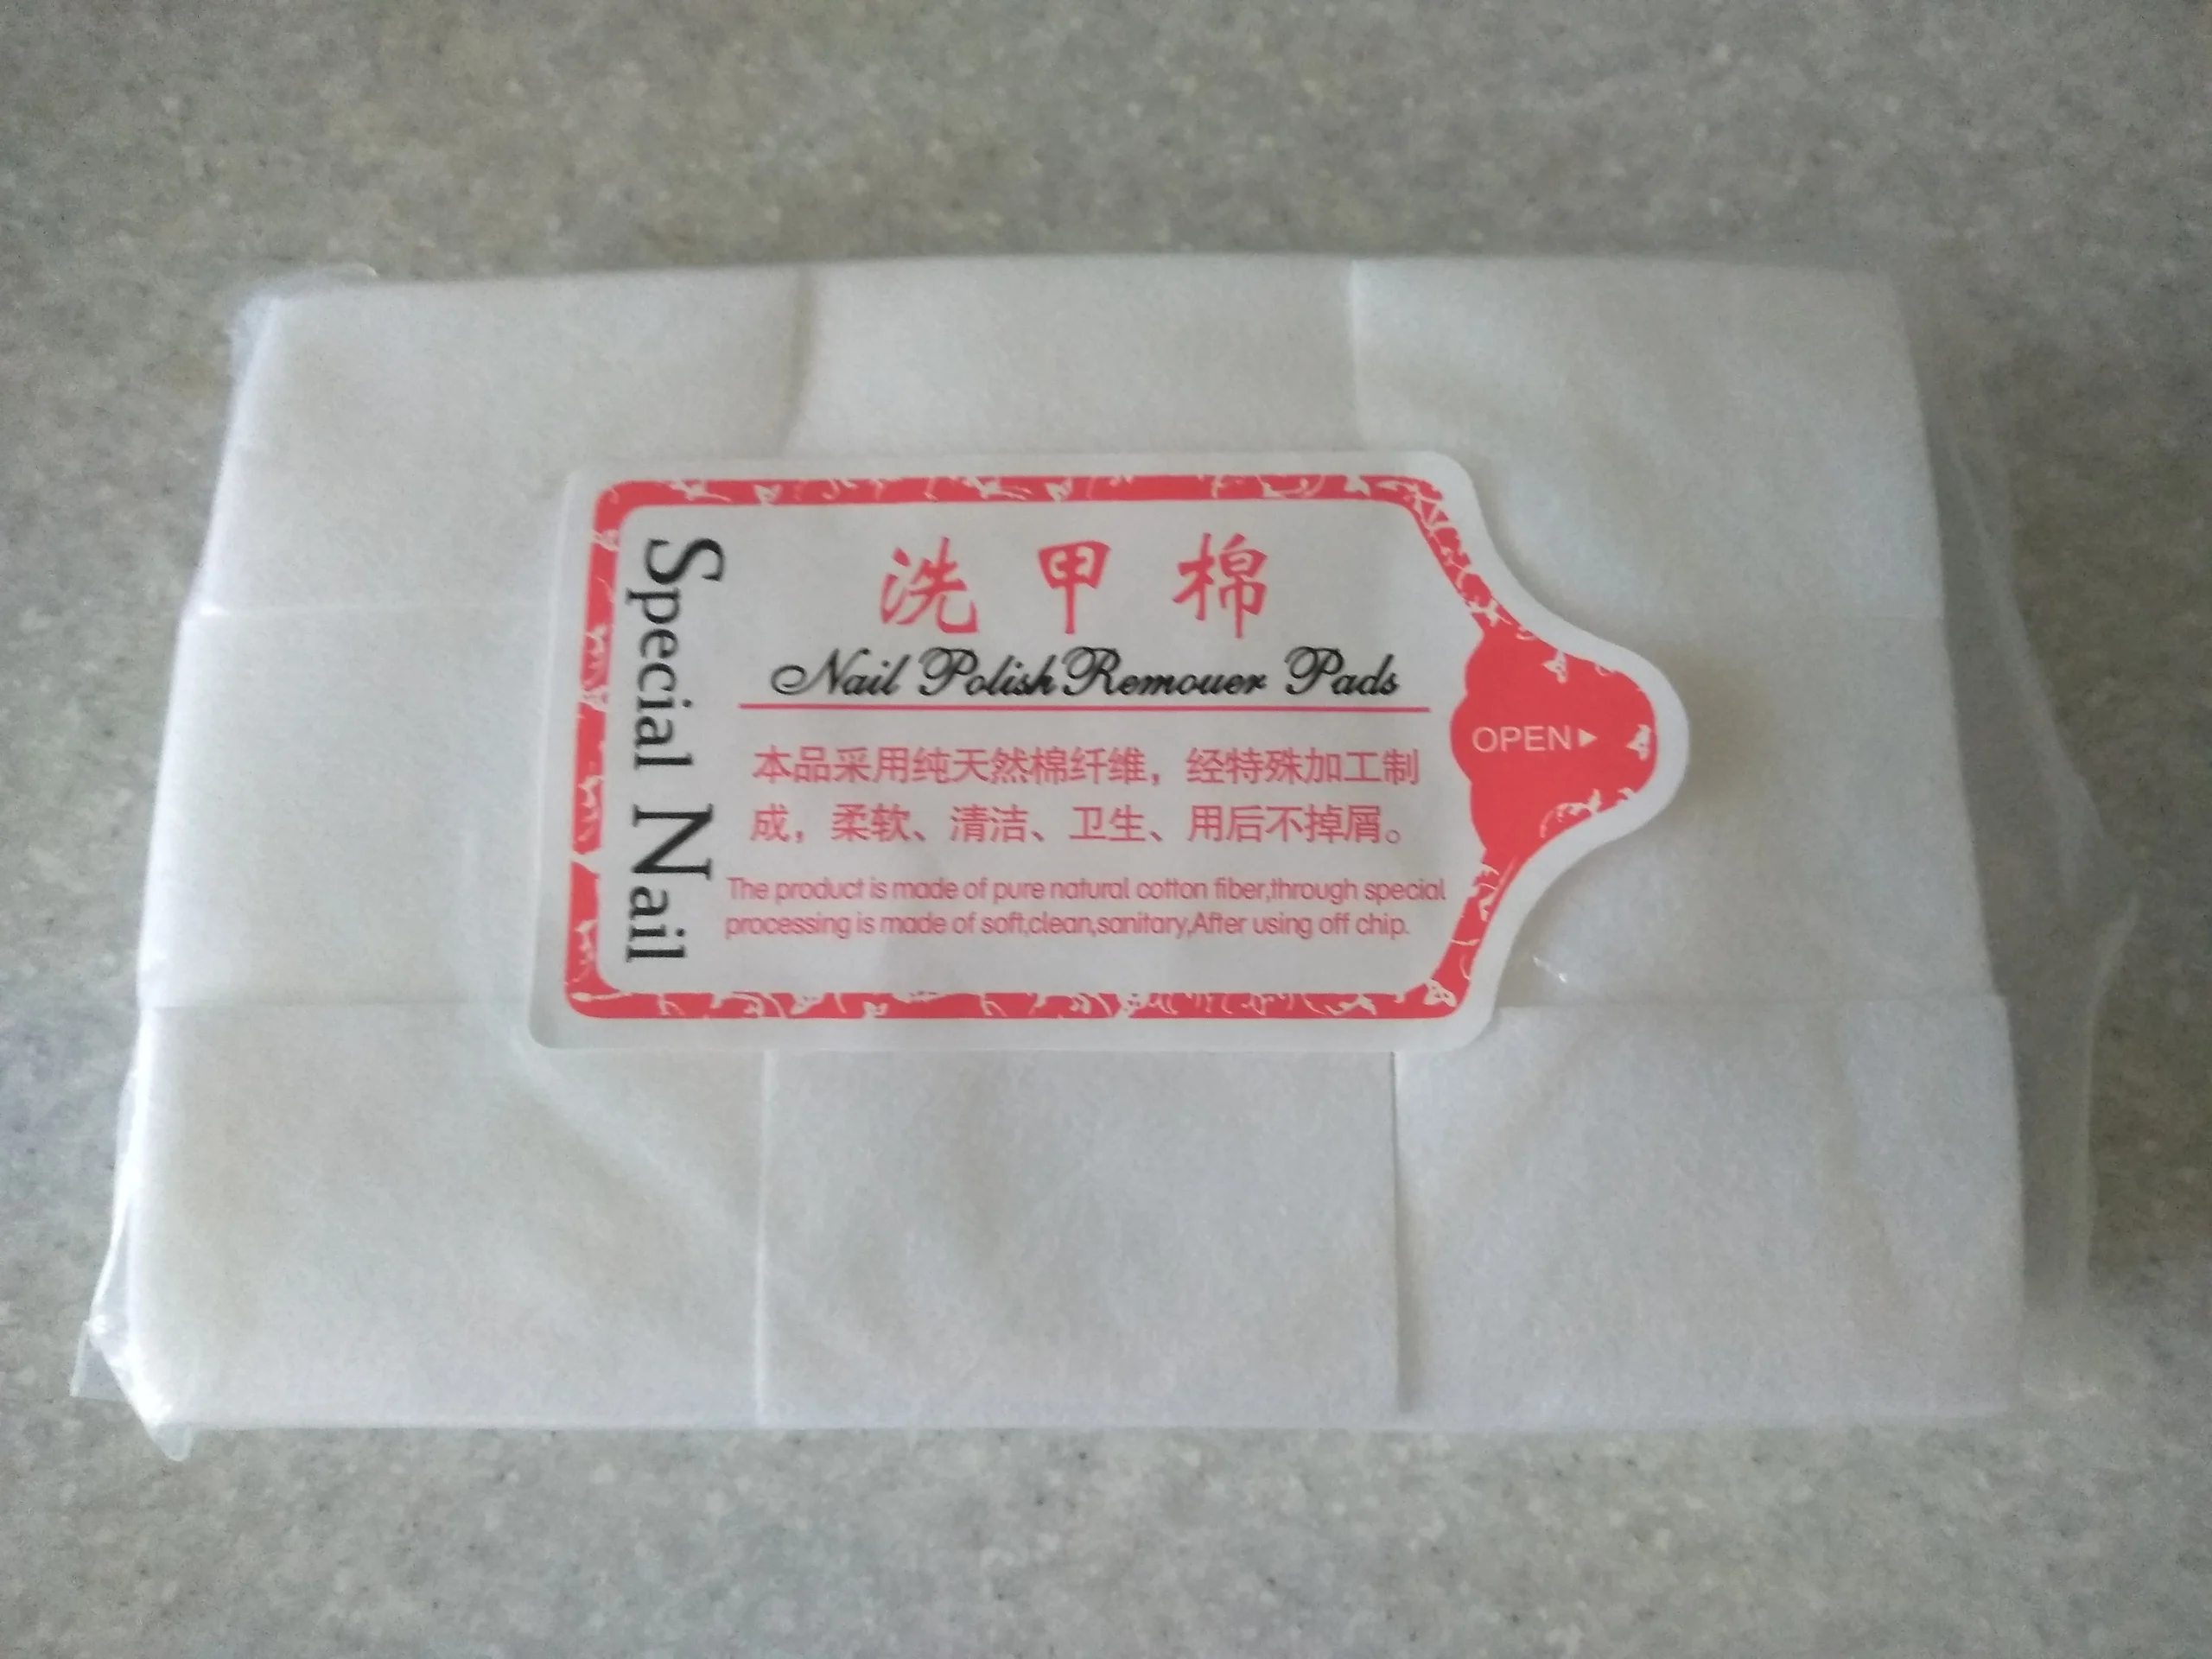 Special Nail
洗甲棉
Nail Polish Remouer Pads
本品采用纯天然棉纤维，经特殊加工制
成，柔软、清洁、卫生、用后不掉屑。
The product is made of pure natural cotton fiber,through special
processing is made of soft,clean,sanitary,After using off chip.
OPEN▶